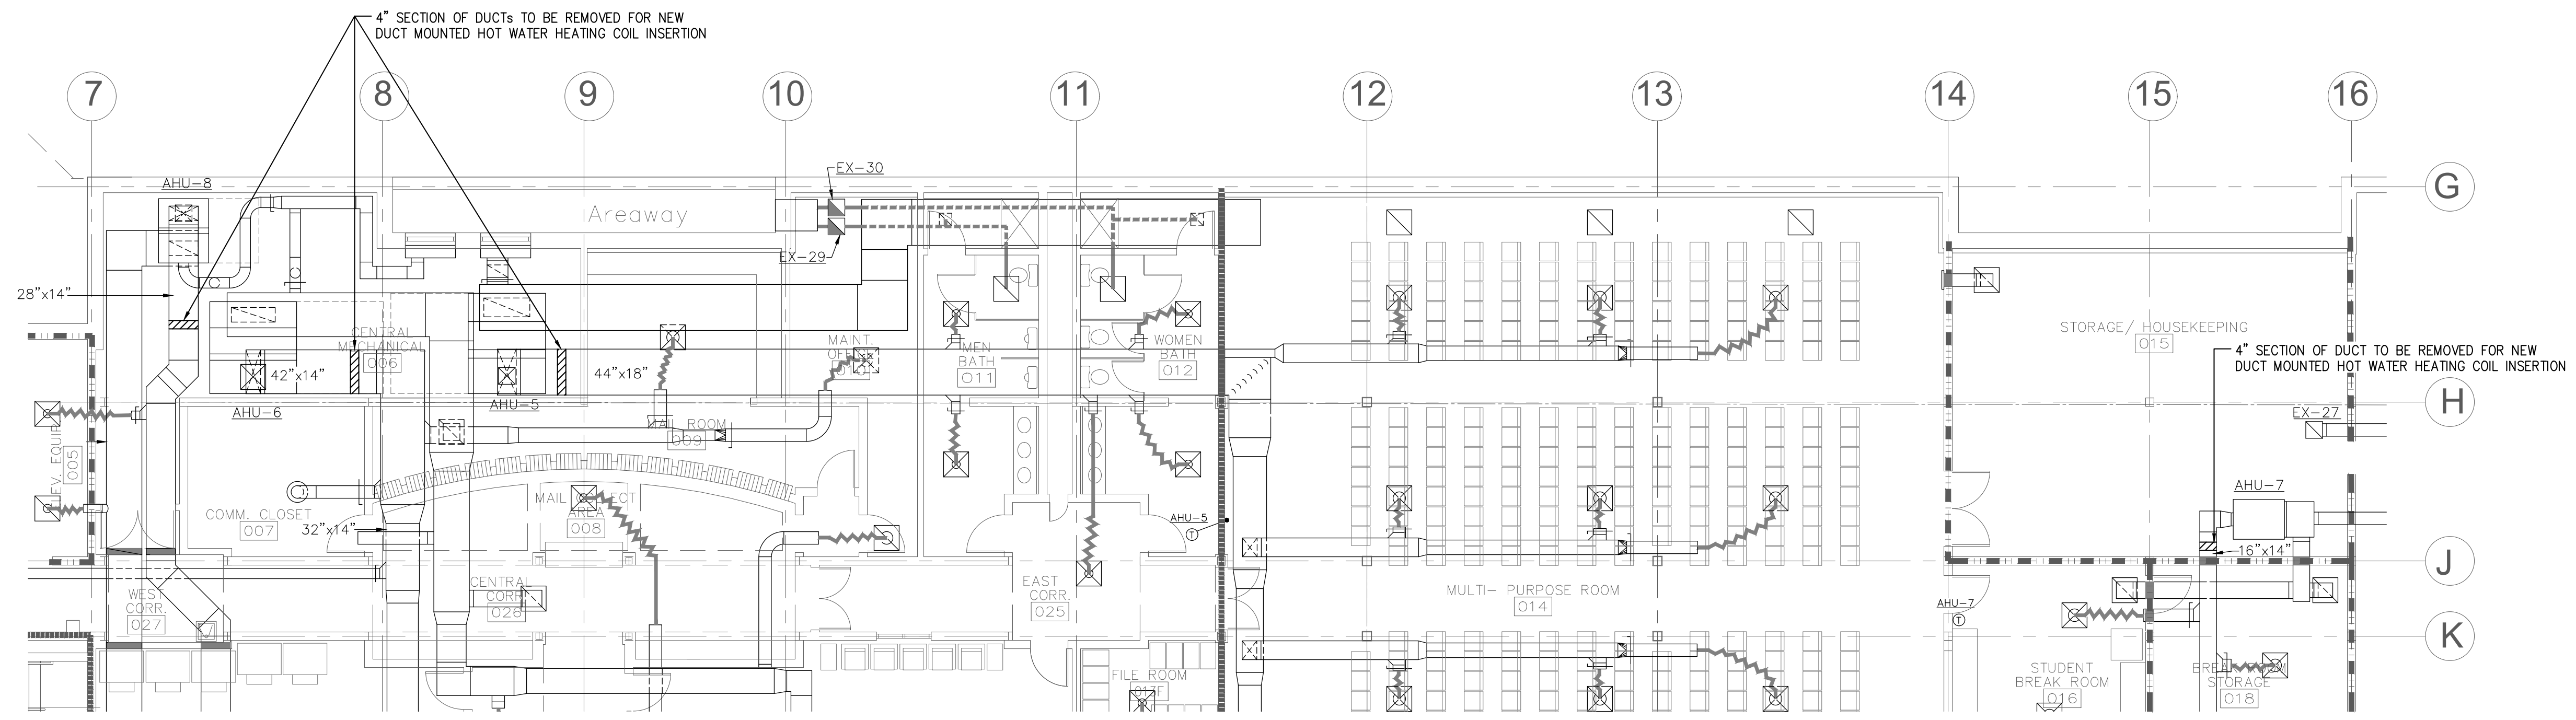 4" SECTION OF DUCTs TO BE REMOVED FOR NEW
DUCT MOUNTED HOT WATER HEATING COIL INSERTION
7
8
9
10
11
12
13
14
15
16
AHU-8
Areaway
EX-30
EX-29
G
28"x14"
CENTRAL
MECHANICAL
006
42"x14"
44"x18"
MAINT.
MEN
BATH
011
WOMEN
BATH
012
STORAGE/ HOUSEKEEPING
015
4" SECTION OF DUCT TO BE REMOVED FOR NEW
DUCT MOUNTED HOT WATER HEATING COIL INSERTION
AHU-6
AHU-5
H
EX-27
ROOM
009
ELEV. EQUIP
005
COMM. CLOSET
007
32"x14"
MAIL
AREA
008
AHU-5
T
AHU-7
16"x14"
J
WEST
CORR.
027
CENTRAL
CORR.
026
EAST
CORR.
025
MULTI- PURPOSE ROOM
014
AHU-7
T
K
FILE ROOM
STUDENT
BREAK ROOM
016
STORAGE
018